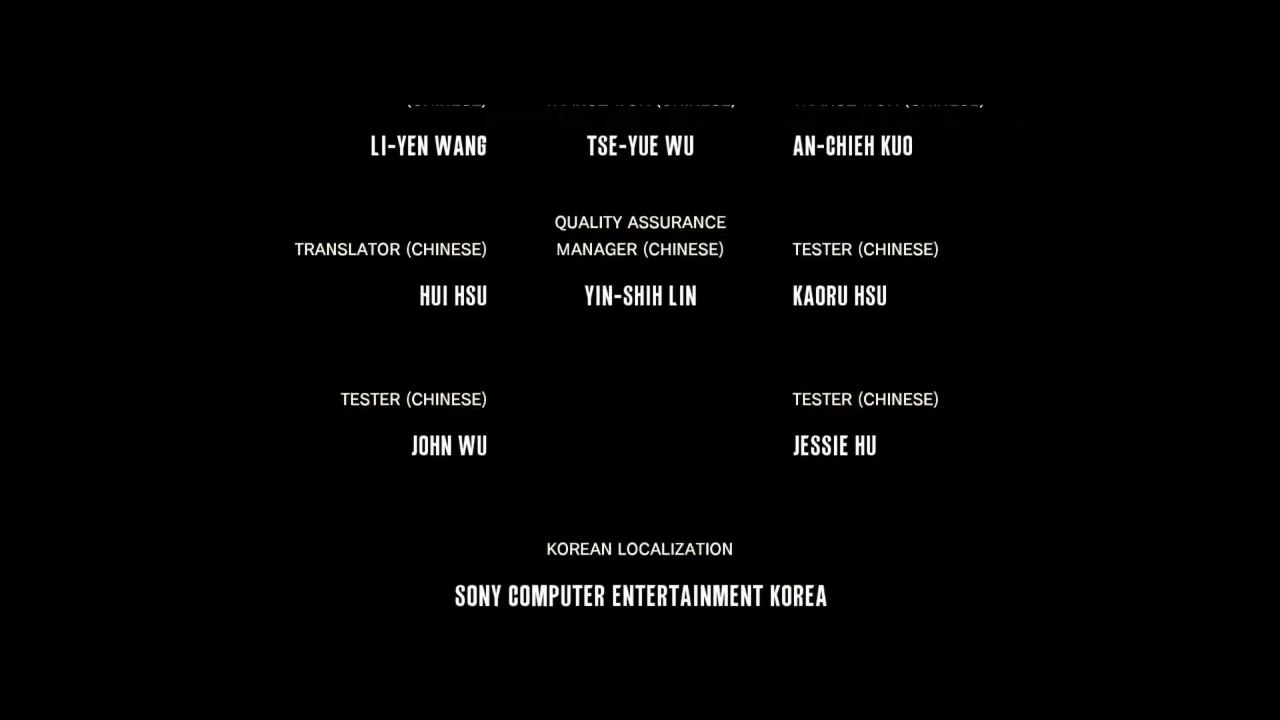 LI-YEN WANG TSE-YUE WU AN-CHIEH KUO
QUALITY ASSURANCE
TRANSLATOR (CHINESE) MANAGER (CHINESE) TESTER (CHINESE)
HUI HSU YIN-SHIH LIN KAORU HSU
TESTER (CHINESE) TESTER (CHINESE)
JOHN WU JESSIE HU
KOREAN LOCALIZATION
SONY COMPUTER ENTERTAINMENT KOREA